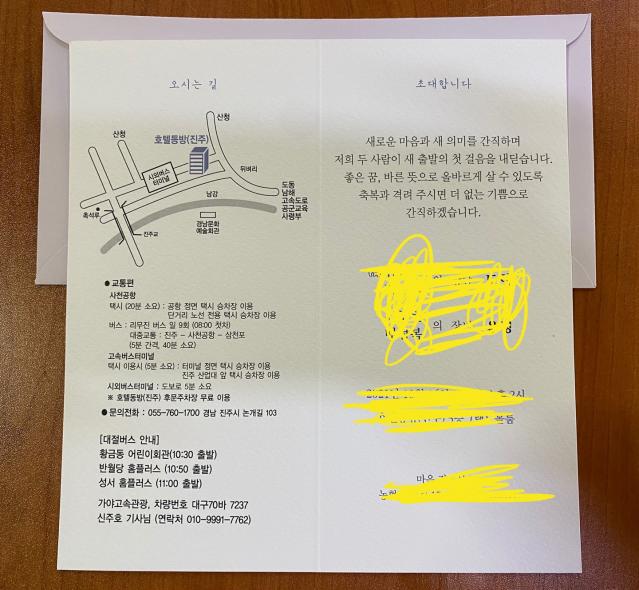 오시는 길
산청
산청
호텔동방(진주)
시외버스
터미널
뒤벼리
촉석루
남강
도동
남해
고속도로
공군교육
사령부
경남문화
예술회관
진주교
● 교통편
사천공항
택시 (20분 소요) : 공항 정면 택시 승차장 이용
단거리 노선 전용 택시 승차장 이용
버스 : 리무진 버스 일 9회 (08:00 첫차)
대중교통 : 진주 - 사천공항 - 삼천포
(5분 간격, 40분 소요)
고속버스터미널
택시 이용시 (5분 소요) : 터미널 정면 택시 승차장 이용
진주 산업대 앞 택시 승차장 이용
시외버스터미널 : 도보로 5분 소요
※ 호텔동방(진주) 후문주차장 무료 이용
● 문의전화 : 055-760-1700 경남 진주시 논개길 103
[대절버스 안내]
황금동 어린이회관(10:30 출발)
반월당 홈플러스 (10:50 출발)
성서 홈플러스 (11:00 출발)
가야고속관광, 차량번호 대구70바 7237
신주호 기사님 (연락처 010-9991-7762)
초대합니다
새로운 마음과 새 의미를 간직하며
저희 두 사람이 새 출발의 첫 걸음을 내딛습니다.
좋은 꿈, 바른 뜻으로 올바르게 살 수 있도록
축복과 격려 주시면 더 없는 기쁨으로
간직하겠습니다.
의 장
2시